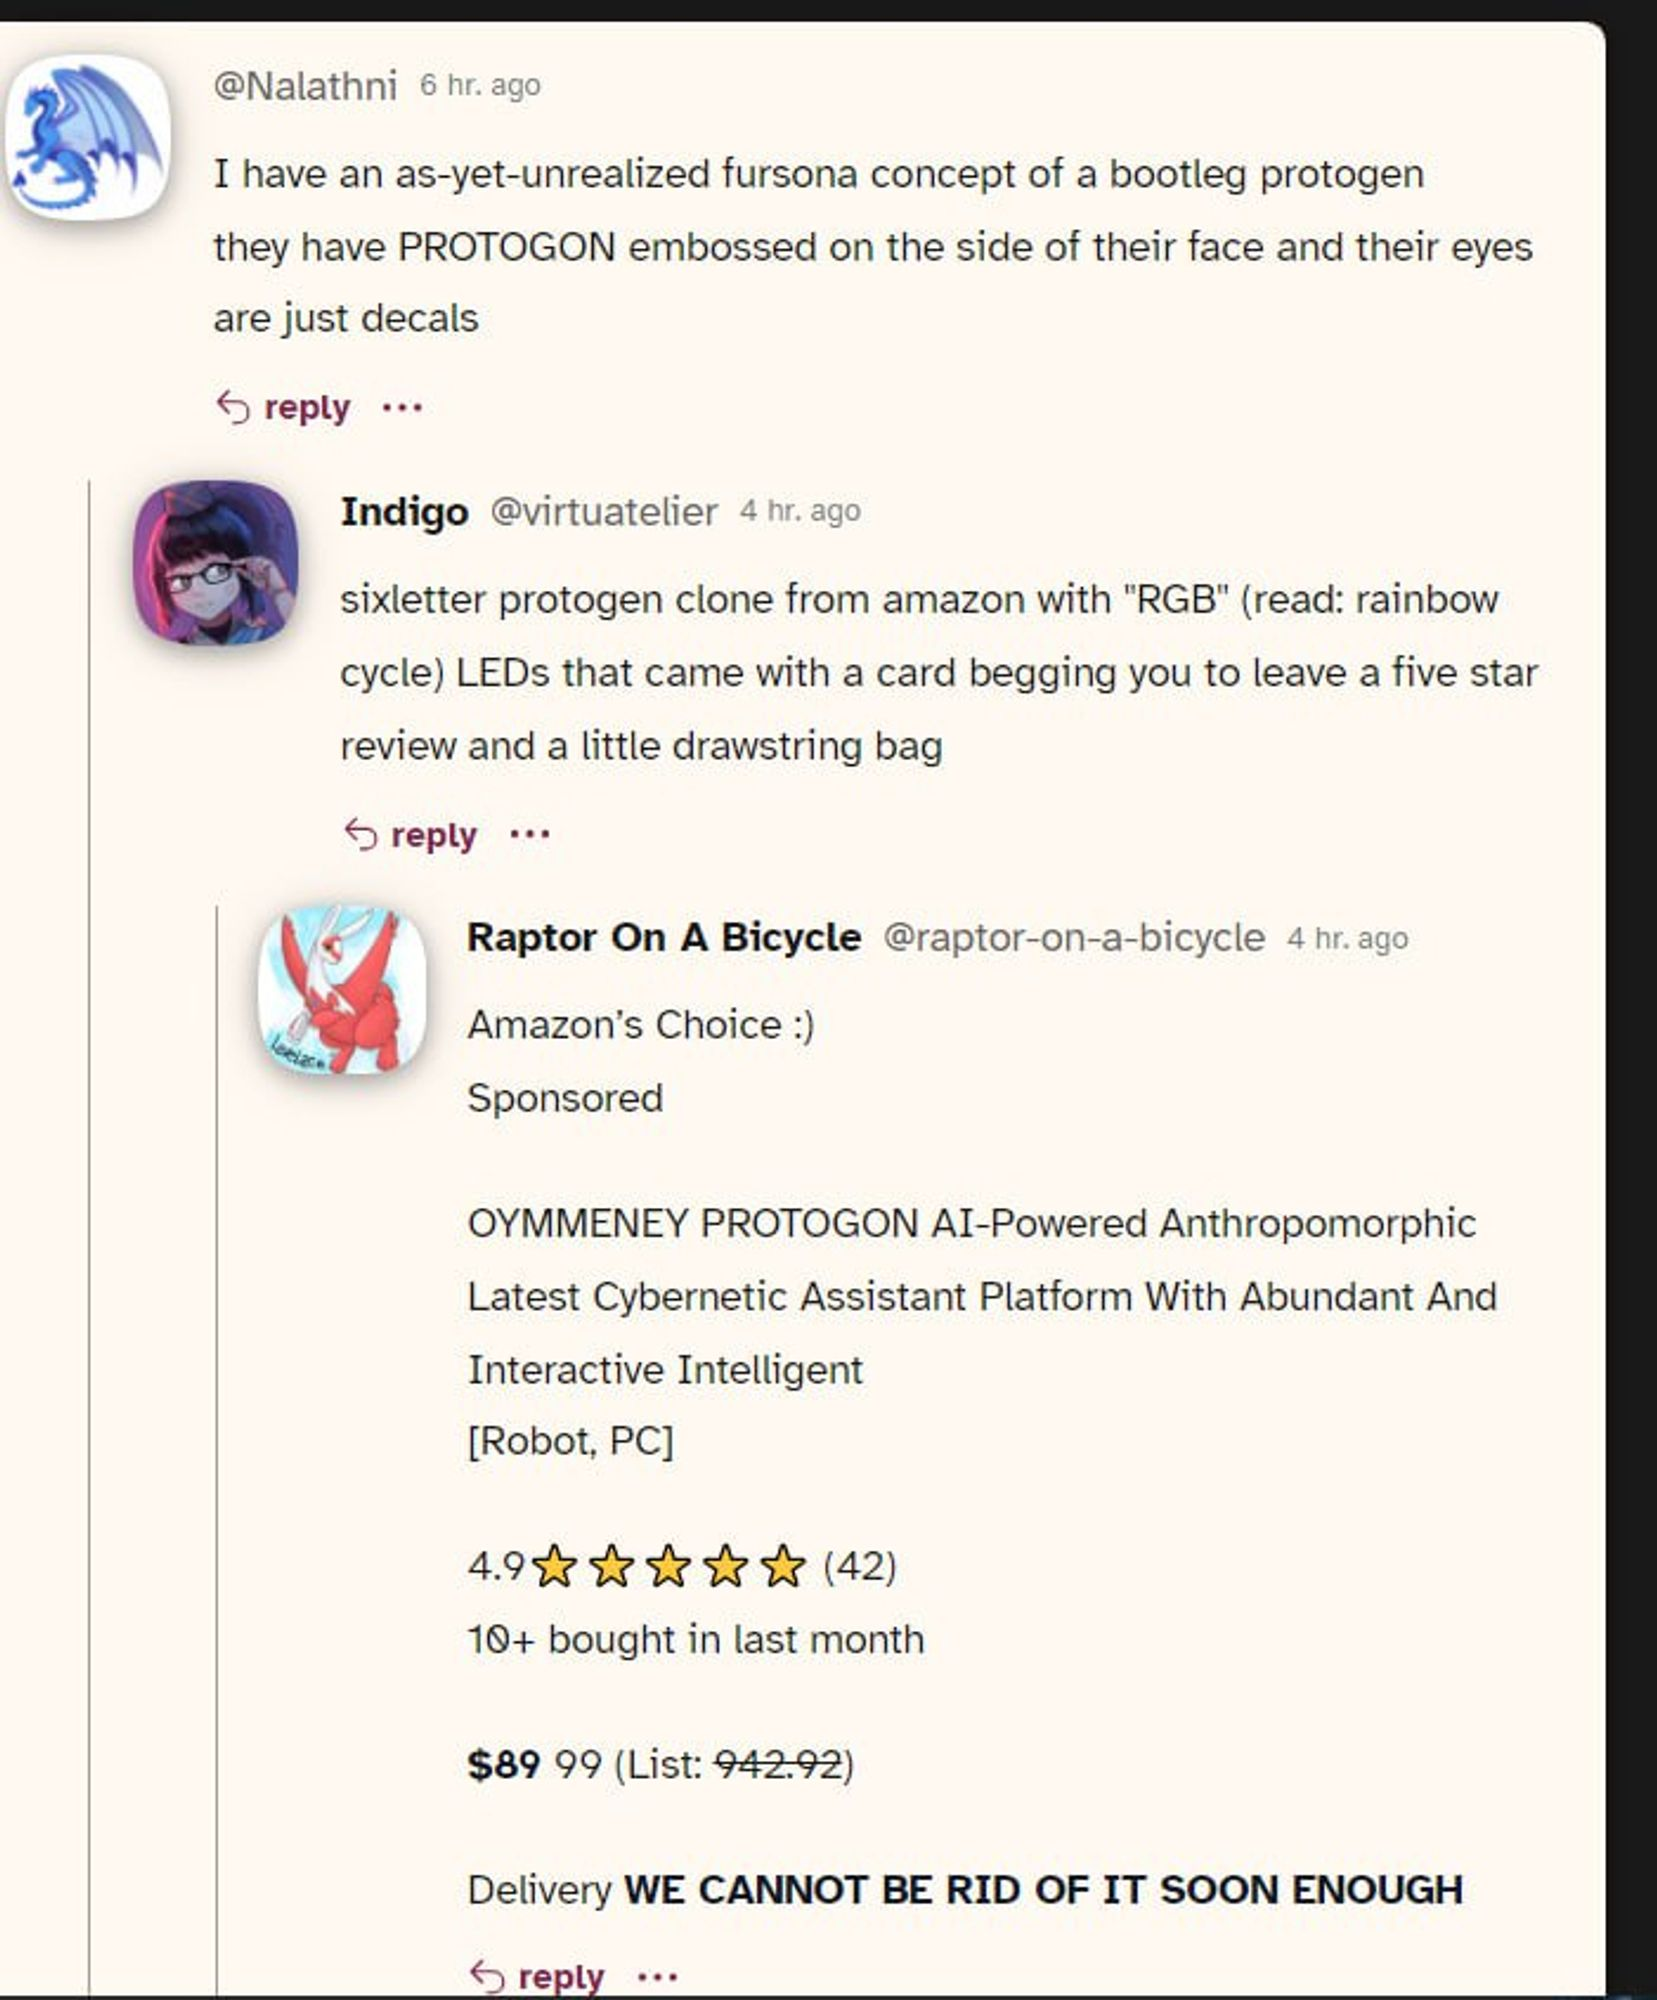 @Nalathni 6 hr. ago
I have an as-yet-unrealized fursona concept of a bootleg protogen
they have PROTOGON embossed on the side of their face and their eyes
are just decals
reply ...
Indigo @virtuatelier 4 hr. ago
sixletter protogen clone from amazon with "RGB" (read: rainbow
cycle) LEDs that came with a card begging you to leave a five star
review and a little drawstring bag
reply ...
Raptor On A Bicycle @raptor-on-a-bicycle 4 hr. ago
Amazon’s Choice :)
Sponsored
OYMMENEY PROTOGON AI-Powered Anthropomorphic
Latest Cybernetic Assistant Platform With Abundant And
Interactive Intelligent
[Robot, PC]
4.9⭐⭐⭐⭐⭐ (42)
10+ bought in last month
$89 99 (List: 942.92)
Delivery WE CANNOT BE RID OF IT SOON ENOUGH
reply ...